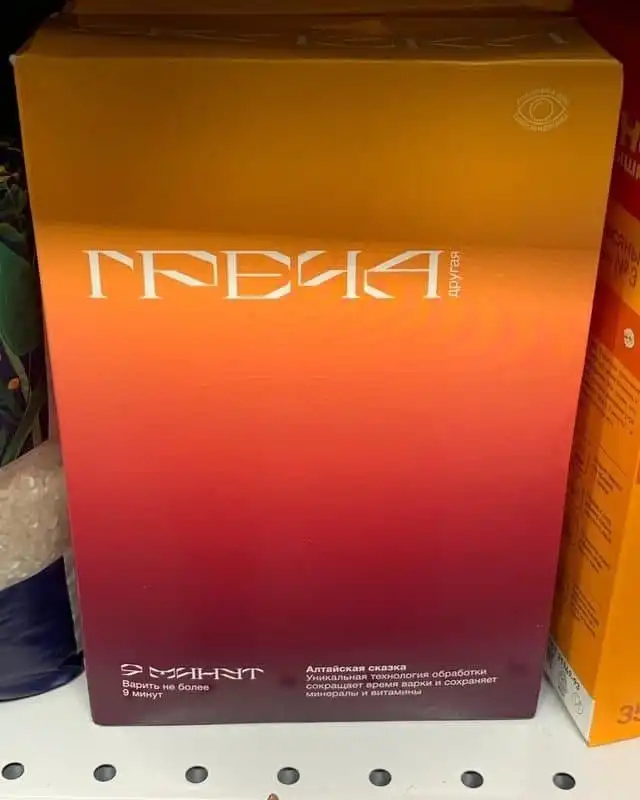 ГРЕЧА
другая
9 минут
Варить не более
9 минут
Алтайская сказка
Уникальная технология обработки
сокращает время варки и сохраняет
минералы и витамины